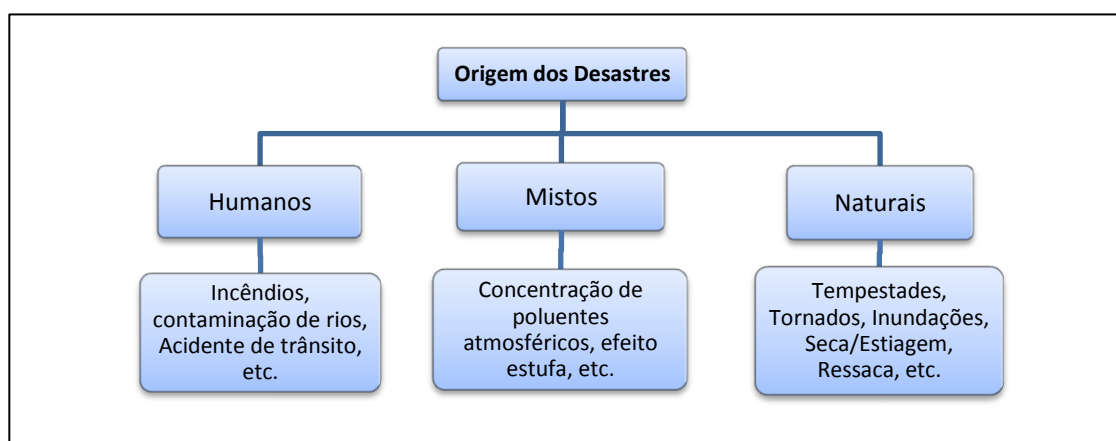 Origem dos Desastres
Humanos
Mistos
Naturais
Incêndios,
contaminação de rios,
Acidente de trânsito,
etc.
Concentração de
poluentes
atmosféricos, efeito
estufa, etc.
Tempestades,
Tornados, Inundações,
Seca/Estiagem,
Ressaca, etc.